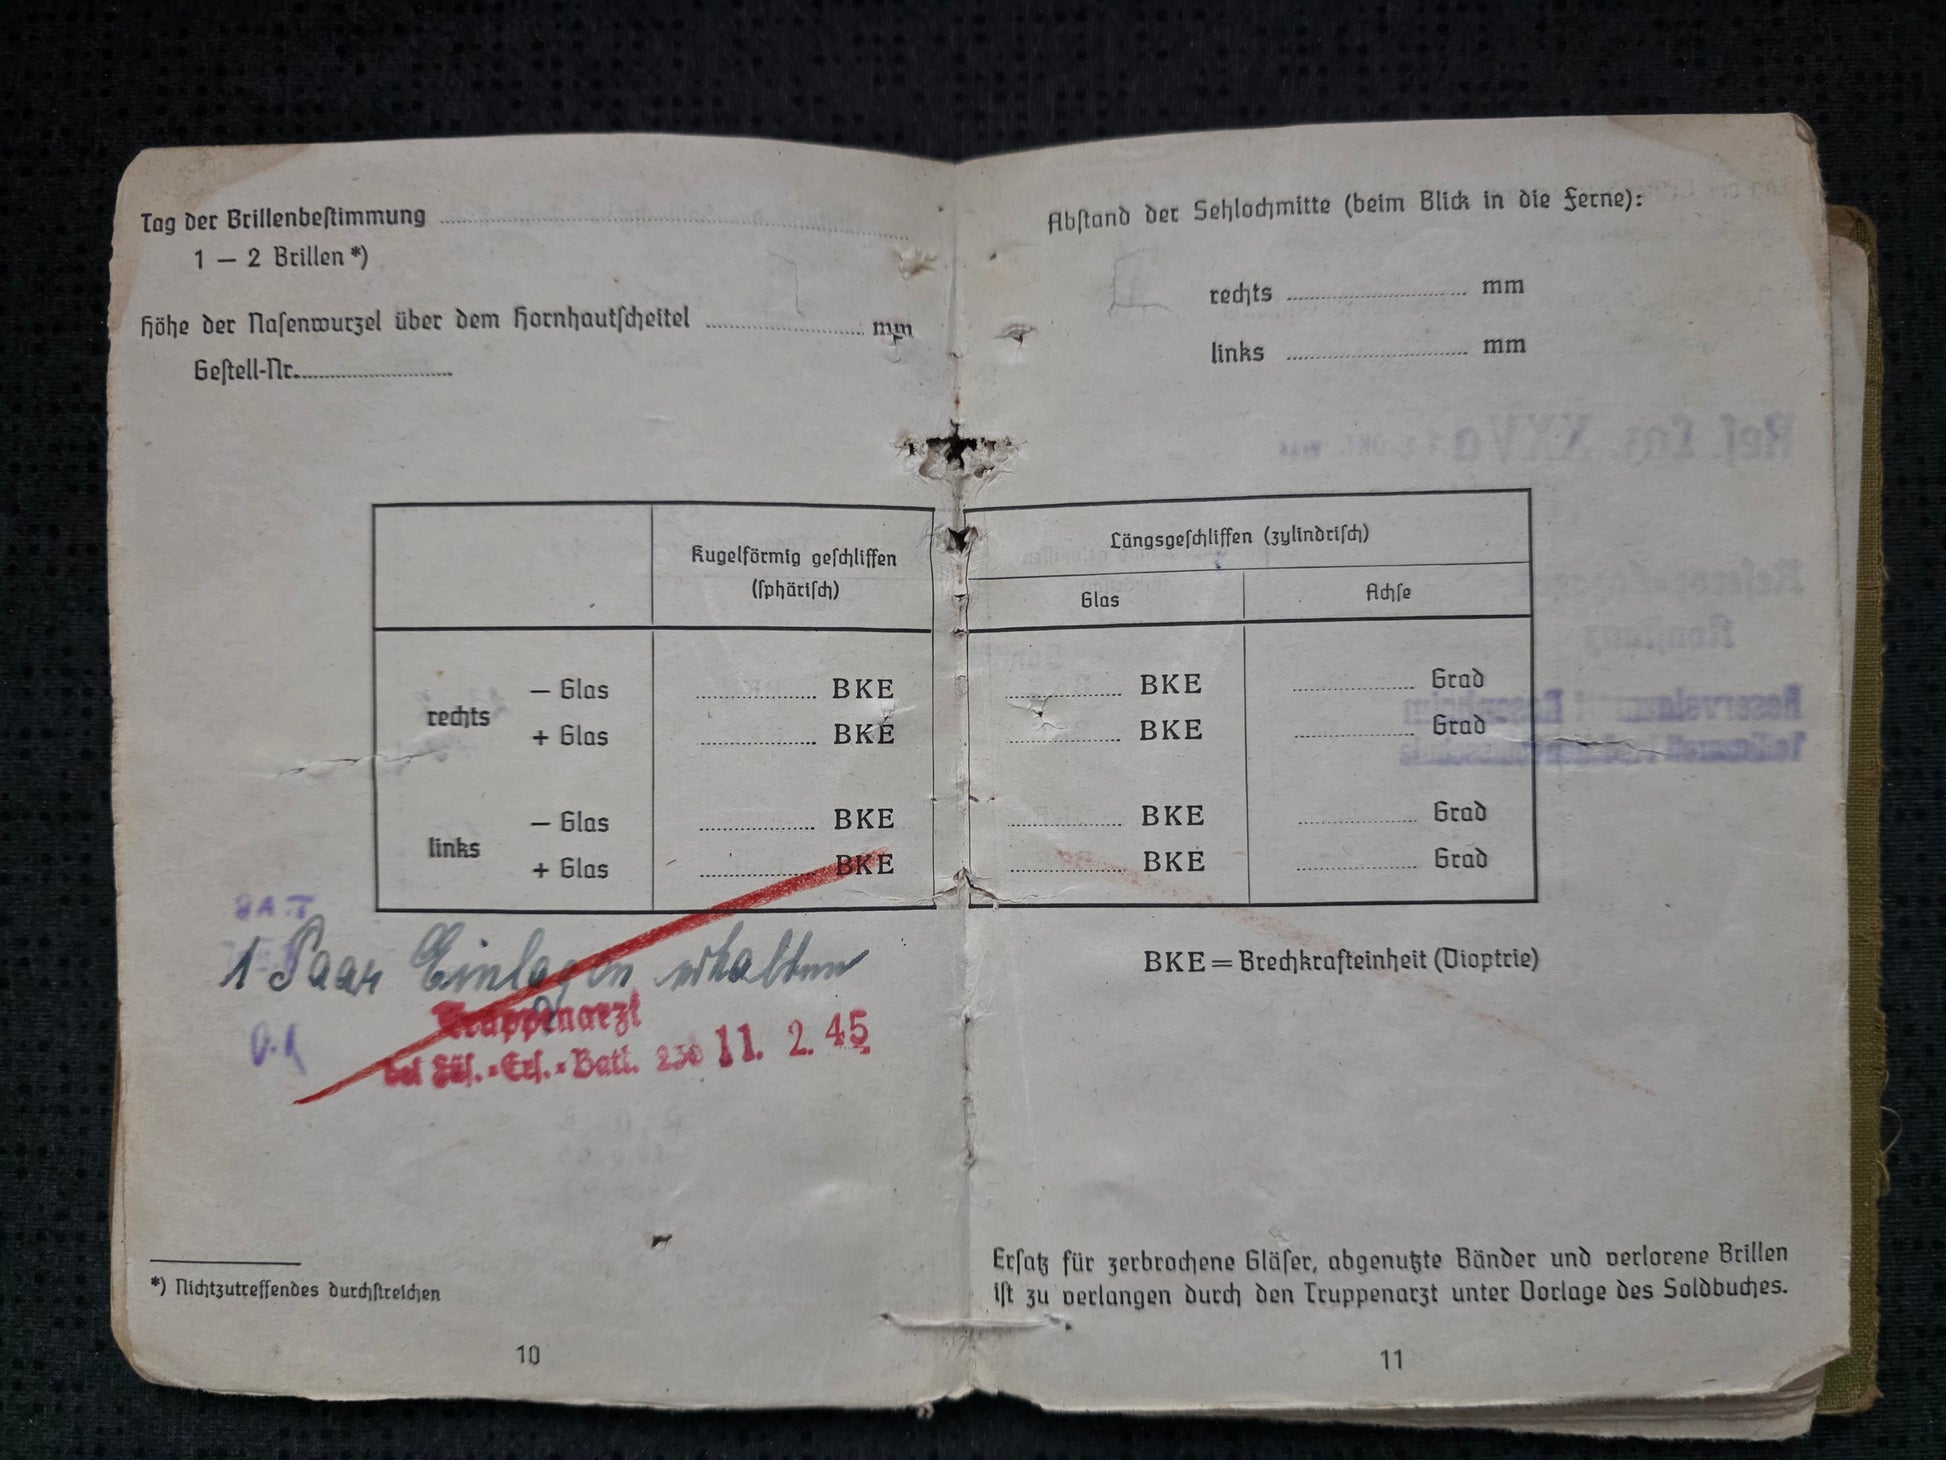 Tag der Brillenbeſtimmung
1 – 2 Brillen *)
Höhe der Naſenwurzel über dem Hornhautſcheitel mm
Geſtell-Nr.
Kugelförmig geſchliffen
(ſphäriſch)
rechts
– Glas BKE
+ Glas BKE
links
– Glas BKE
+ Glas BKE
1 Paar Einlagen erhalten
Truppenarzt
bei Füſ.-Erſ.-Batl. 230 11. 2. 45
*) Nichtzutreffendes durchſtreichen
10
Abſtand der Sehlochmitte (beim Blick in die Ferne):
rechts mm
links mm
Längsgeſchliffen (zylindriſch)
Glas Achſe
BKE Grad
BKE Grad
BKE Grad
BKE Grad
BKE = Brechkrafteinheit (Dioptrie)
Erſatz für zerbrochene Gläſer, abgenutzte Bänder und verlorene Brillen
iſt zu verlangen durch den Truppenarzt unter Vorlage des Soldbuches.
11